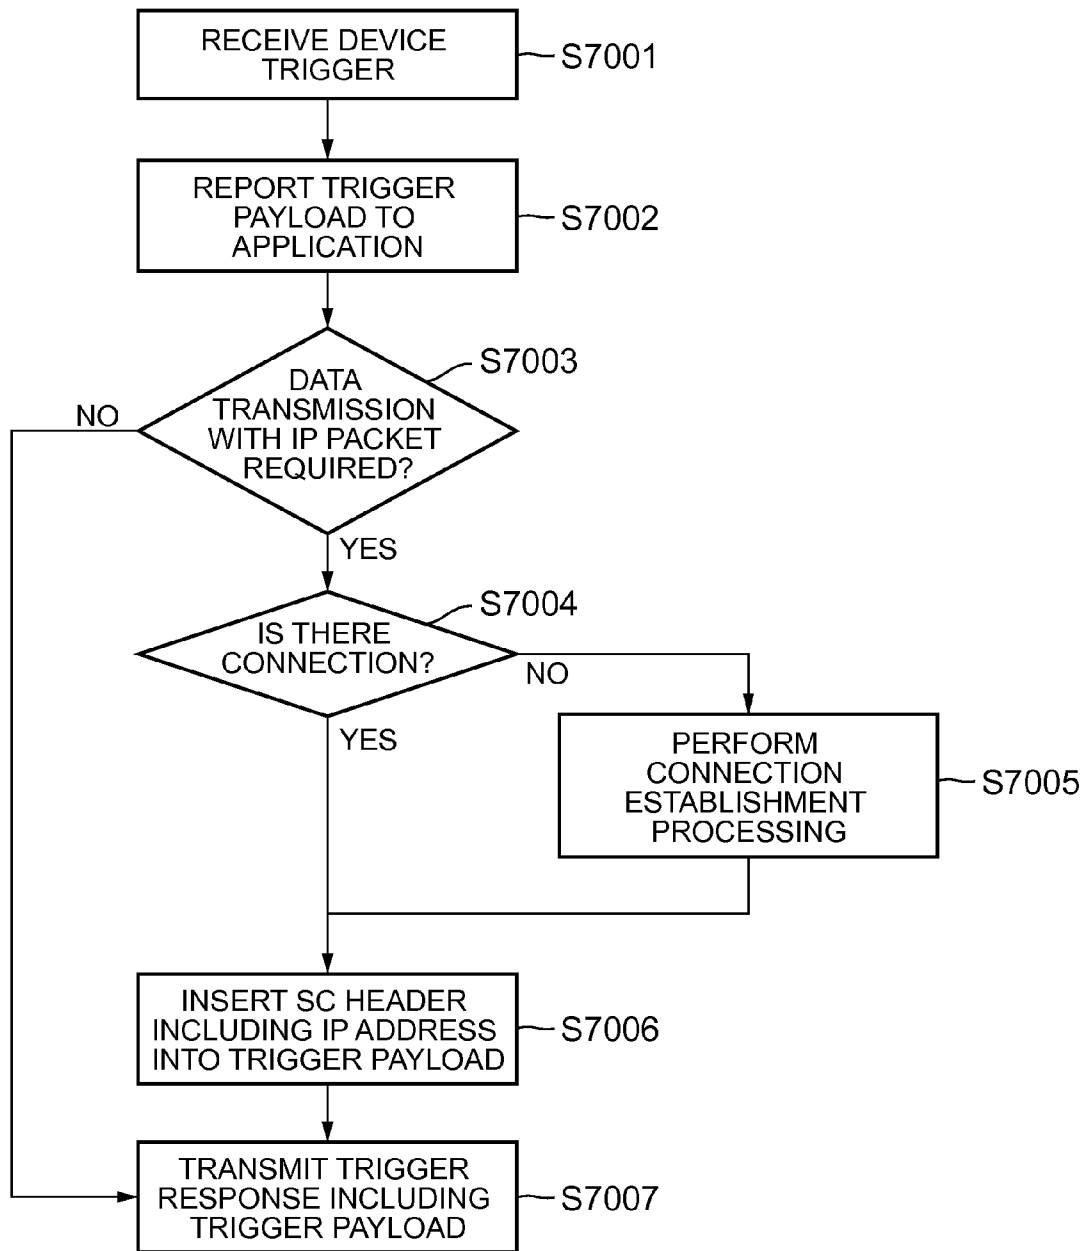 RECEIVE DEVICE
TRIGGER
S7001
REPORT TRIGGER
PAYLOAD TO
APPLICATION
S7002
DATA
TRANSMISSION
WITH IP PACKET
REQUIRED?
S7003
NO
YES
IS THERE
CONNECTION?
S7004
NO
YES
PERFORM
CONNECTION
ESTABLISHMENT
PROCESSING
S7005
INSERT SC HEADER
INCLUDING IP ADDRESS
INTO TRIGGER PAYLOAD
S7006
TRANSMIT TRIGGER
RESPONSE INCLUDING
TRIGGER PAYLOAD
S7007